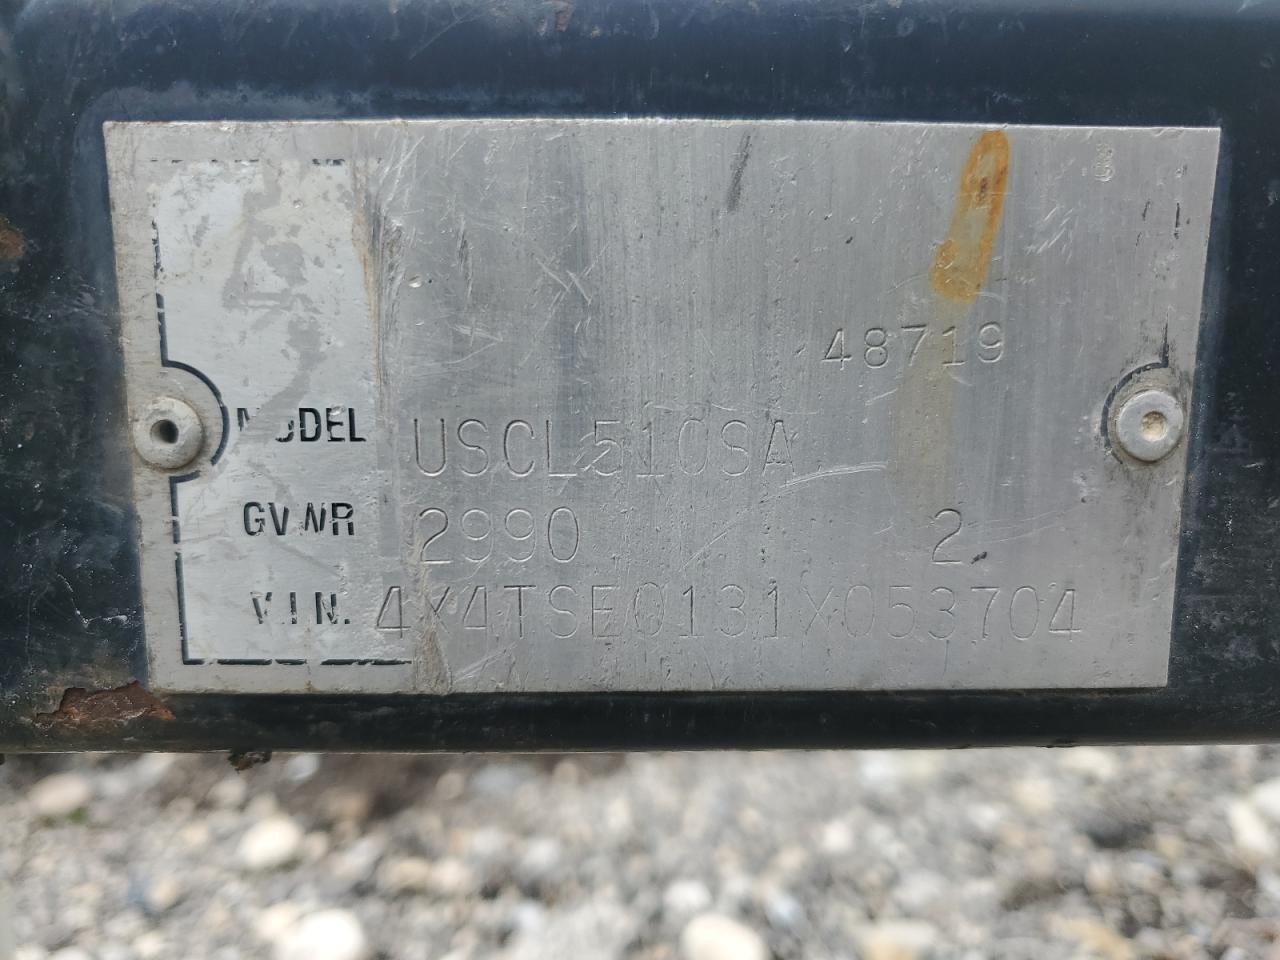 B
48719
MODEL USCL510SA
GVWR 2990 2
V.I.N. 4X4TSE0131X053704